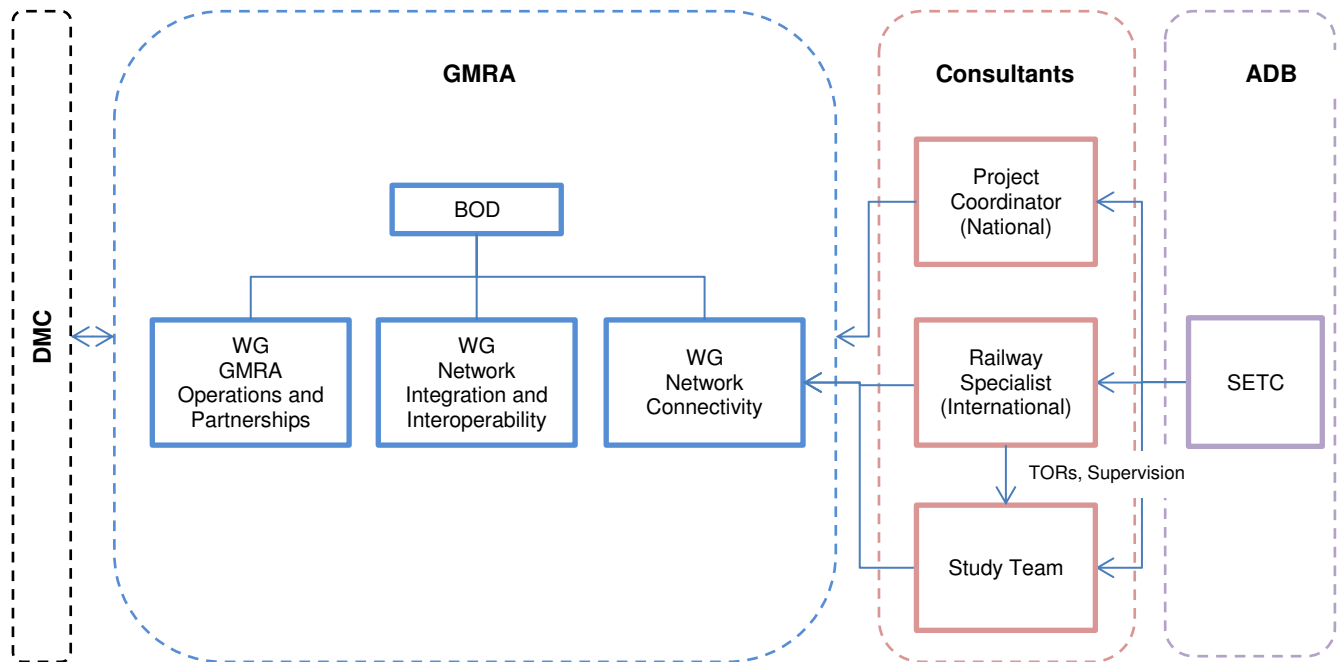 DMC
GMRA
BOD
WG
GMRA
Operations and
Partnerships
WG
Network
Integration and
Interoperability
WG
Network
Connectivity
Consultants
Project
Coordinator
(National)
Railway
Specialist
(International)
TORs, Supervision
Study Team
ADB
SETC